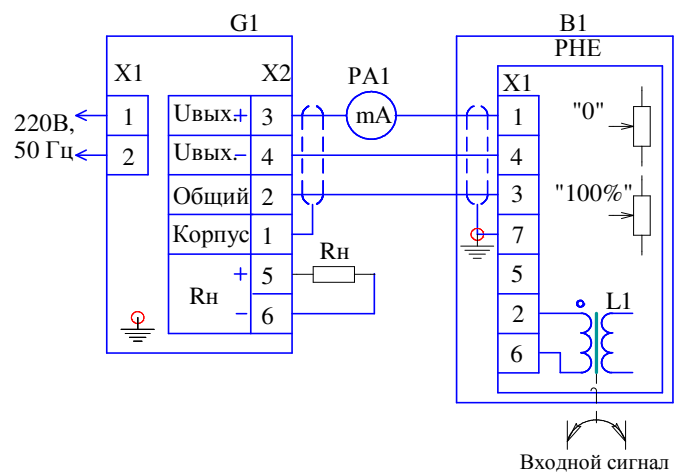 G1
B1
PHE
X1
X2
PA1
X1
220В,
50 Гц
1
2
Uвых.+
3
mA
1
"0"
Uвых.−
4
4
Общий
2
3
"100%"
Корпус
1
7
Rн
Rн
+
5
5
−
6
2
L1
6
Входной сигнал